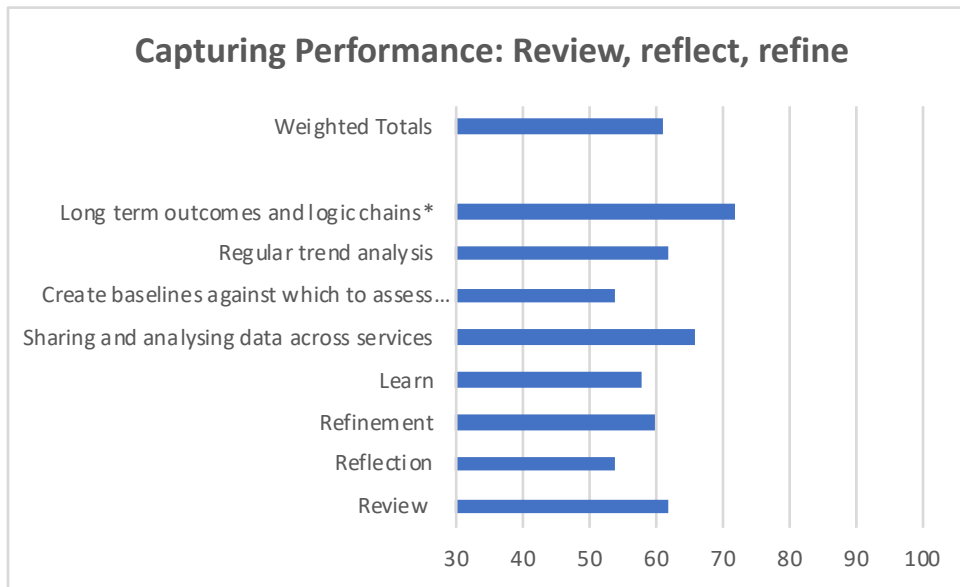 Capturing Performance: Review, reflect, refine
Weighted Totals
Long term outcomes and logic chains*
Regular trend analysis
Create baselines against which to assess…
Sharing and analysing data across services
Learn
Refinement
Reflection
Review
30 40 50 60 70 80 90 100